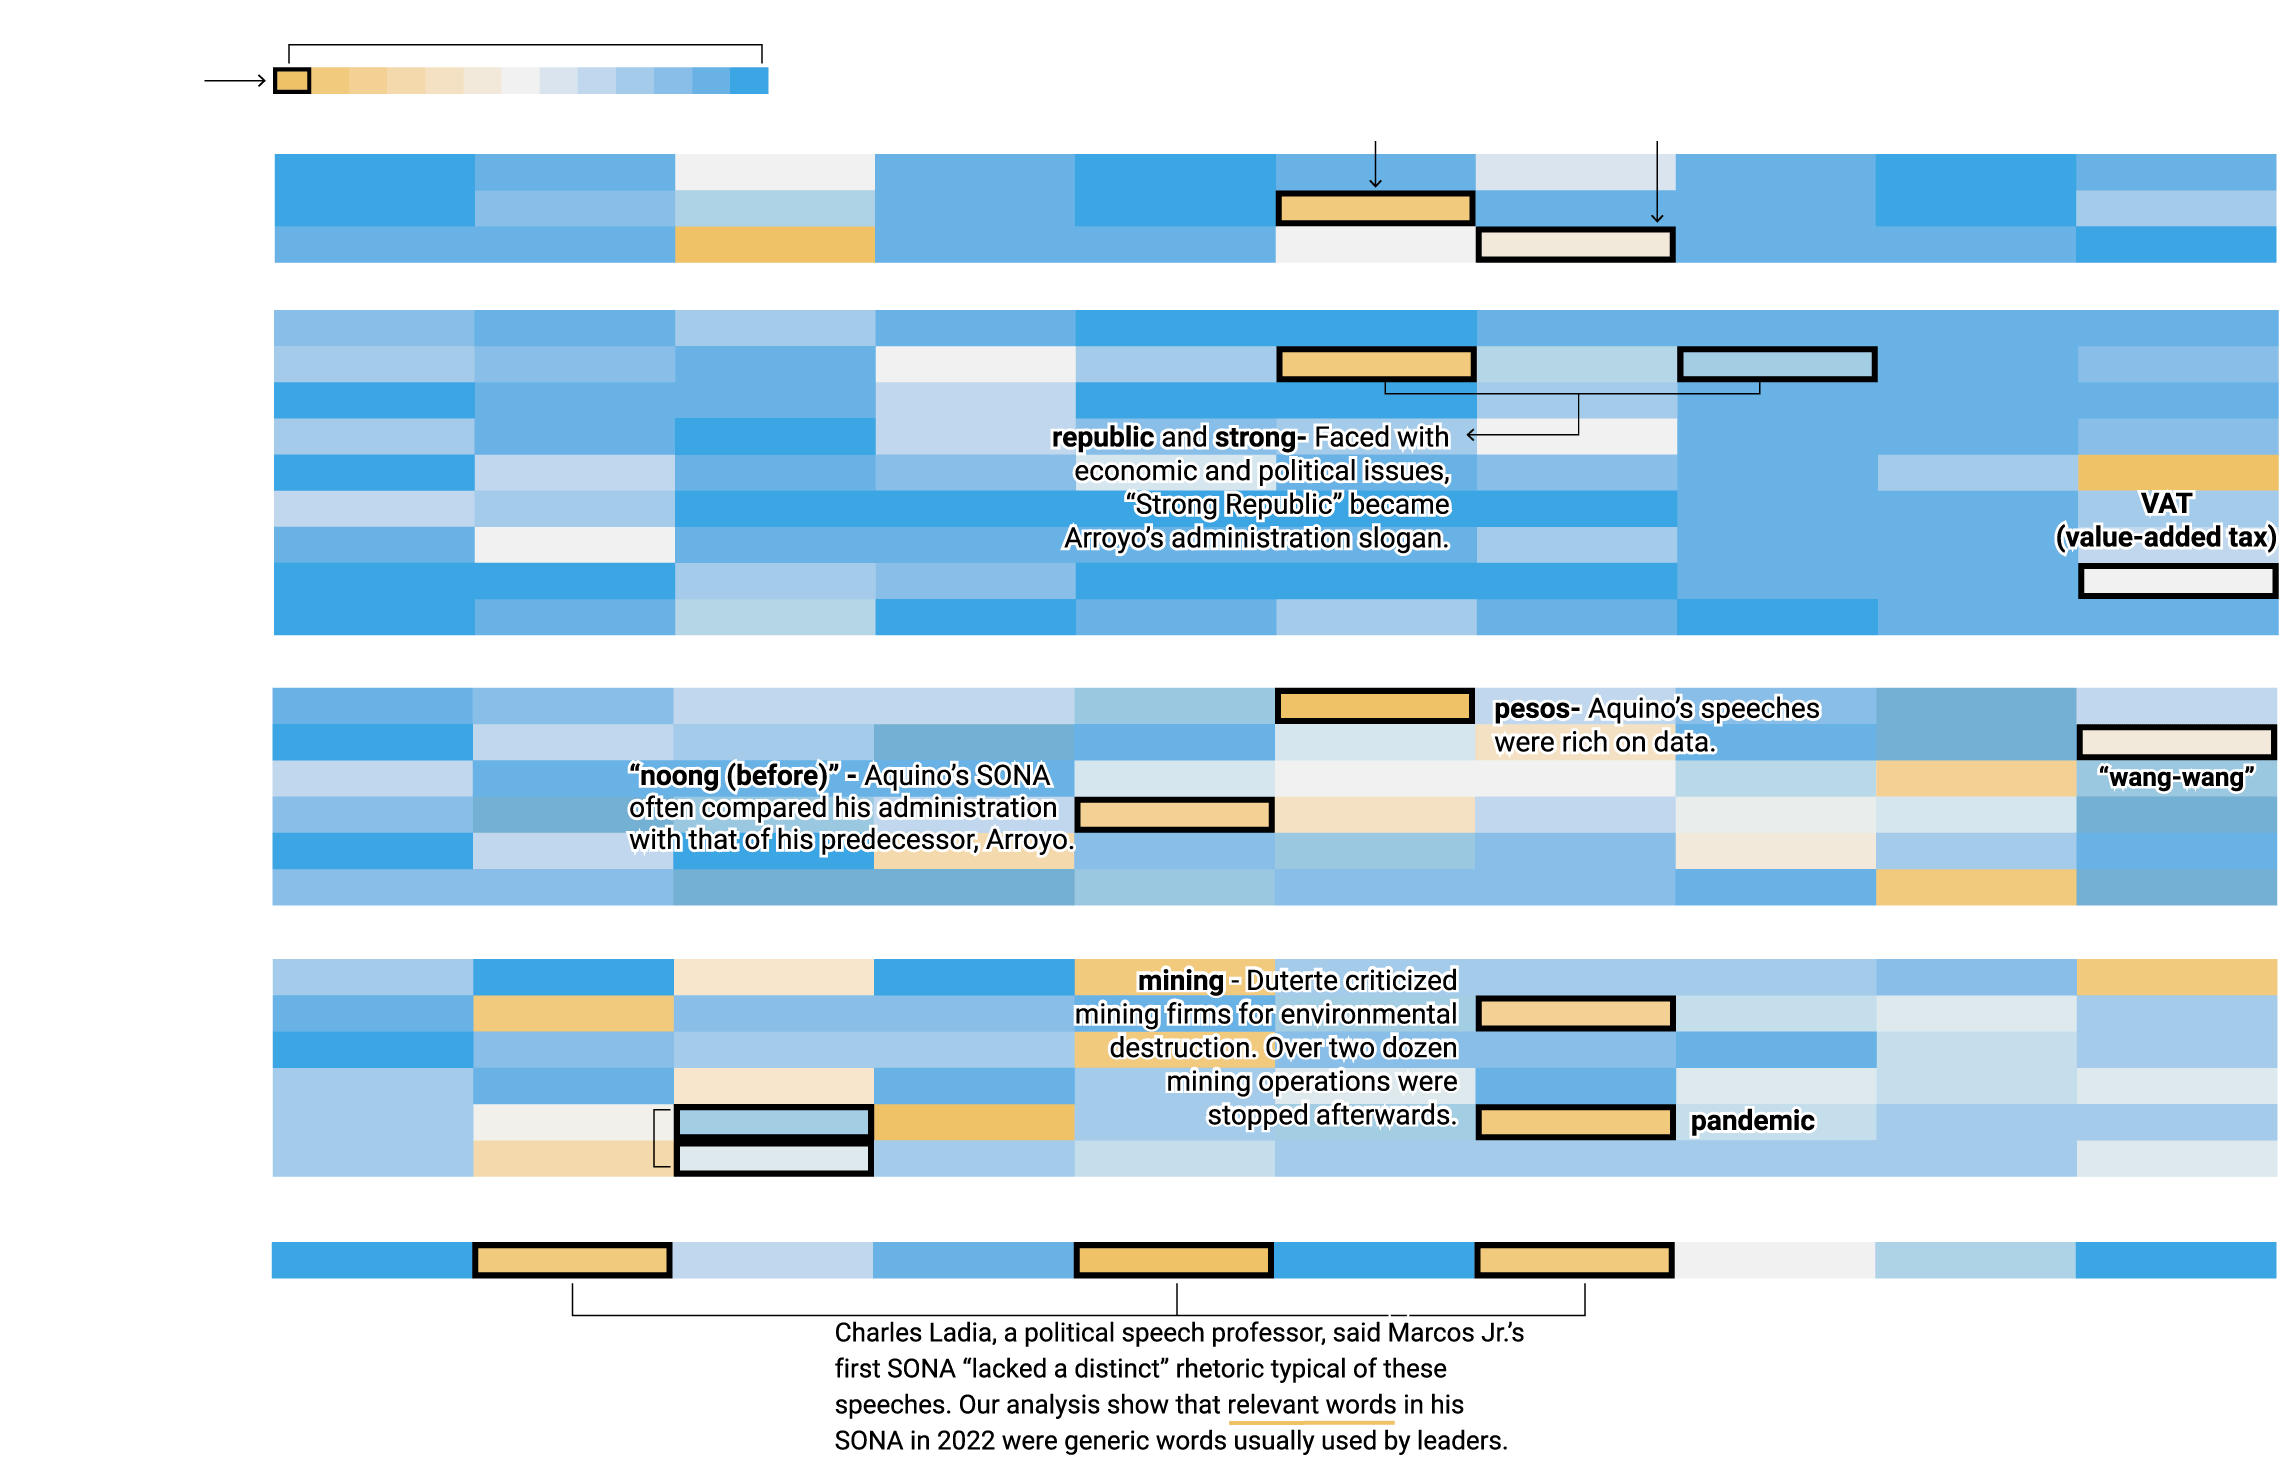 republic and strong- Faced with
economic and political issues,
“Strong Republic” became
Arroyo’s administration slogan.
VAT
(value-added tax)
pesos- Aquino’s speeches
were rich on data.
“wang-wang”
“noong (before)” - Aquino’s SONA
often compared his administration
with that of his predecessor, Arroyo.
mining - Duterte criticized
mining firms for environmental
destruction. Over two dozen
mining operations were
stopped afterwards.
pandemic
Charles Ladia, a political speech professor, said Marcos Jr.’s
first SONA “lacked a distinct” rhetoric typical of these
speeches. Our analysis show that relevant words in his
SONA in 2022 were generic words usually used by leaders.